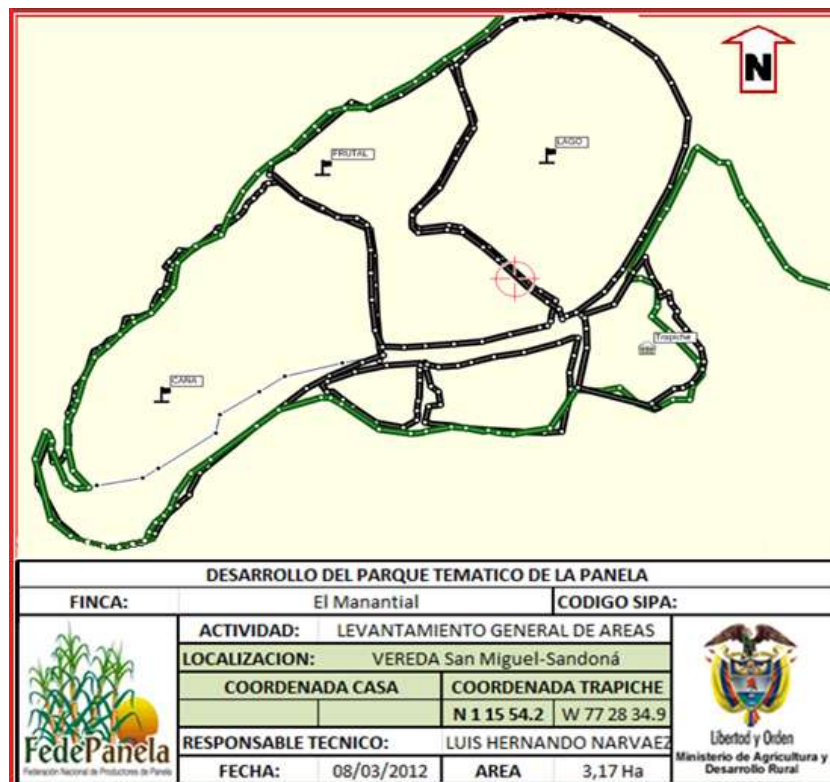 N
LAGO
FRUTAL
Trapiche
CANA
DESARROLLO DEL PARQUE TEMATICO DE LA PANELA
FINCA: El Manantial CODIGO SIPA:
ACTIVIDAD: LEVANTAMIENTO GENERAL DE AREAS
LOCALIZACION: VEREDA San Miguel-Sandoná
COORDENADA CASA COORDENADA TRAPICHE
N 1 15 54.2 W 77 28 34.9
RESPONSABLE TECNICO: LUIS HERNANDO NARVAEZ
FECHA: 08/03/2012 AREA 3,17 Ha
FedePanela
Federación Nacional de Productores de Panela
Libertad y Orden
Ministerio de Agricultura y
Desarrollo Rural